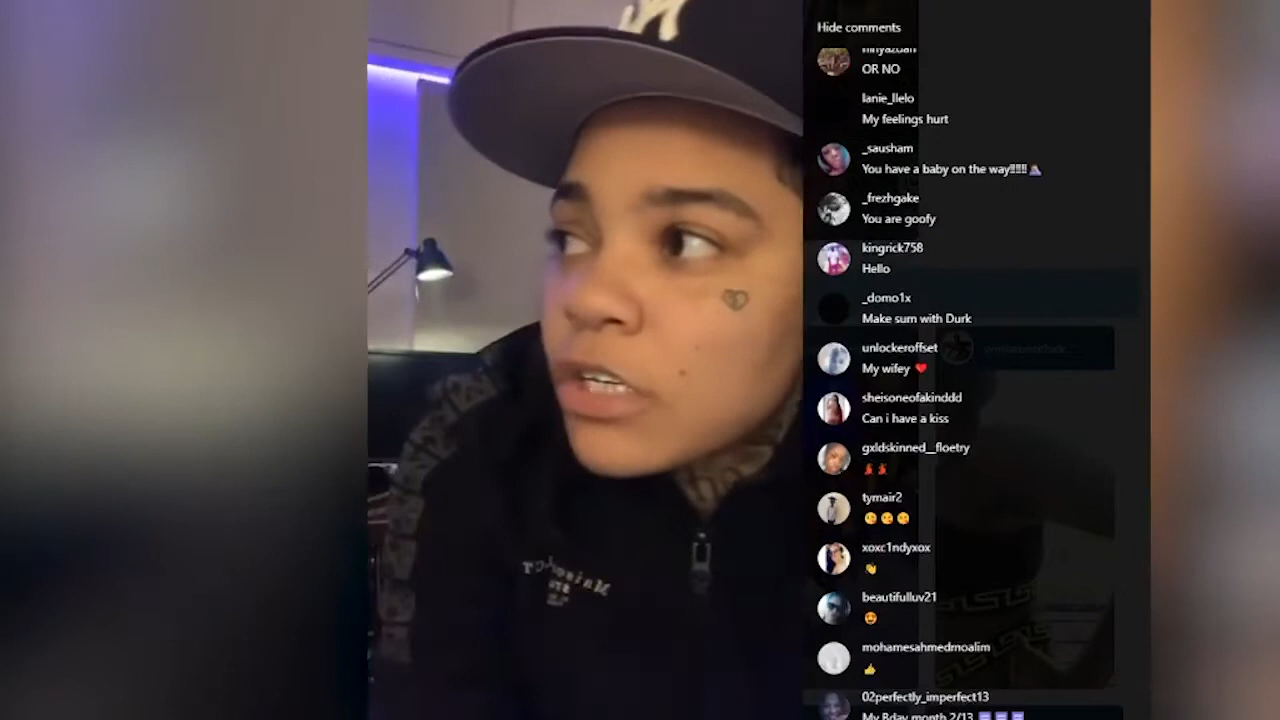 Hide comments
OR NO
lanie_llelo
My feelings hurt
_sausham
You have a baby on the way!!!!!
_frezhgake
You are goofy
kingrick758
Hello
_domo1x
Make sum with Durk
unlockeroffset
My wifey
sheisoneofakinddd
Can i have a kiss
gxldskinned__floetry
tymair2
xoxc1ndyxox
beautifulluv21
mohamesahmedmoalim
02perfectly_imperfect13
My Bday month 2/13